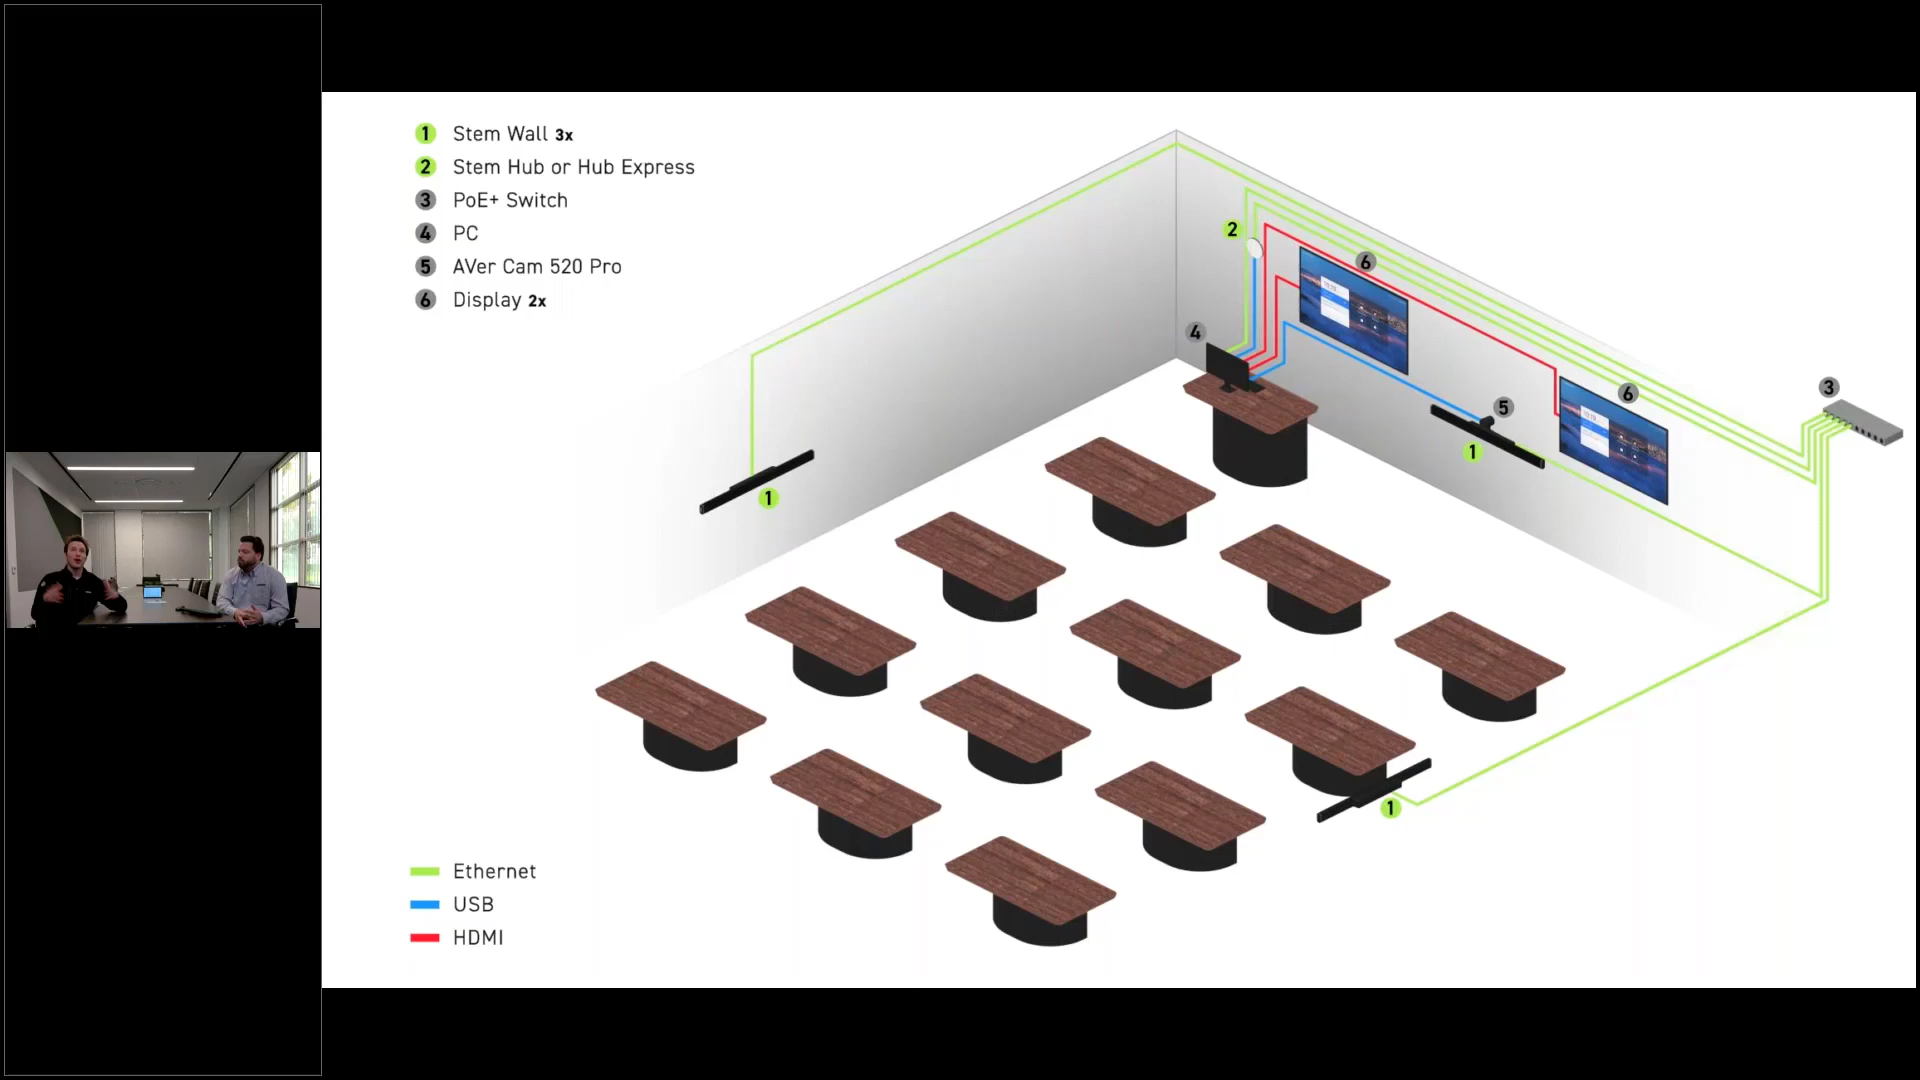 1 Stem Wall 3x
2 Stem Hub or Hub Express
3 PoE+ Switch
4 PC
5 AVer Cam 520 Pro
6 Display 2x
2
6
4
6
3
5
1
1
1
Ethernet
USB
HDMI